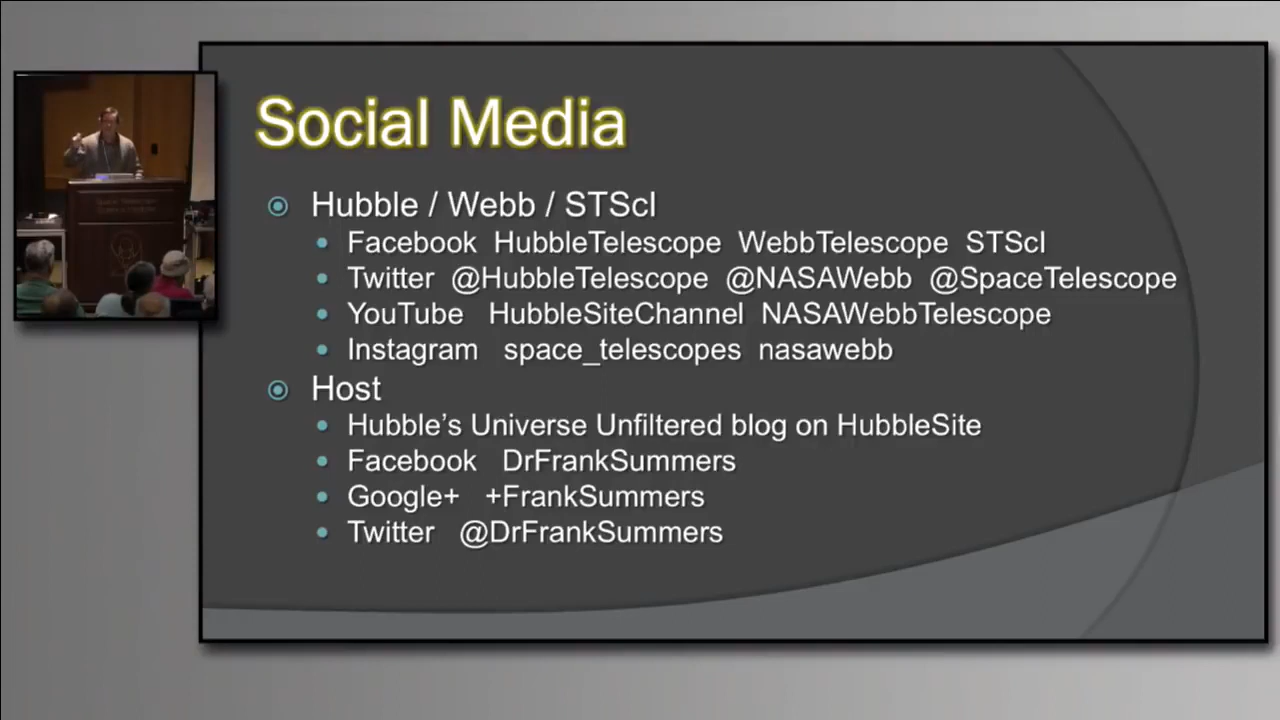 Social Media
Hubble / Webb / STScI
Facebook HubbleTelescope WebbTelescope STScI
Twitter @HubbleTelescope @NASAWebb @SpaceTelescope
YouTube HubbleSiteChannel NASAWebbTelescope
Instagram space_telescopes nasawebb
Host
Hubble's Universe Unfiltered blog on HubbleSite
Facebook DrFrankSummers
Google+ +FrankSummers
Twitter @DrFrankSummers